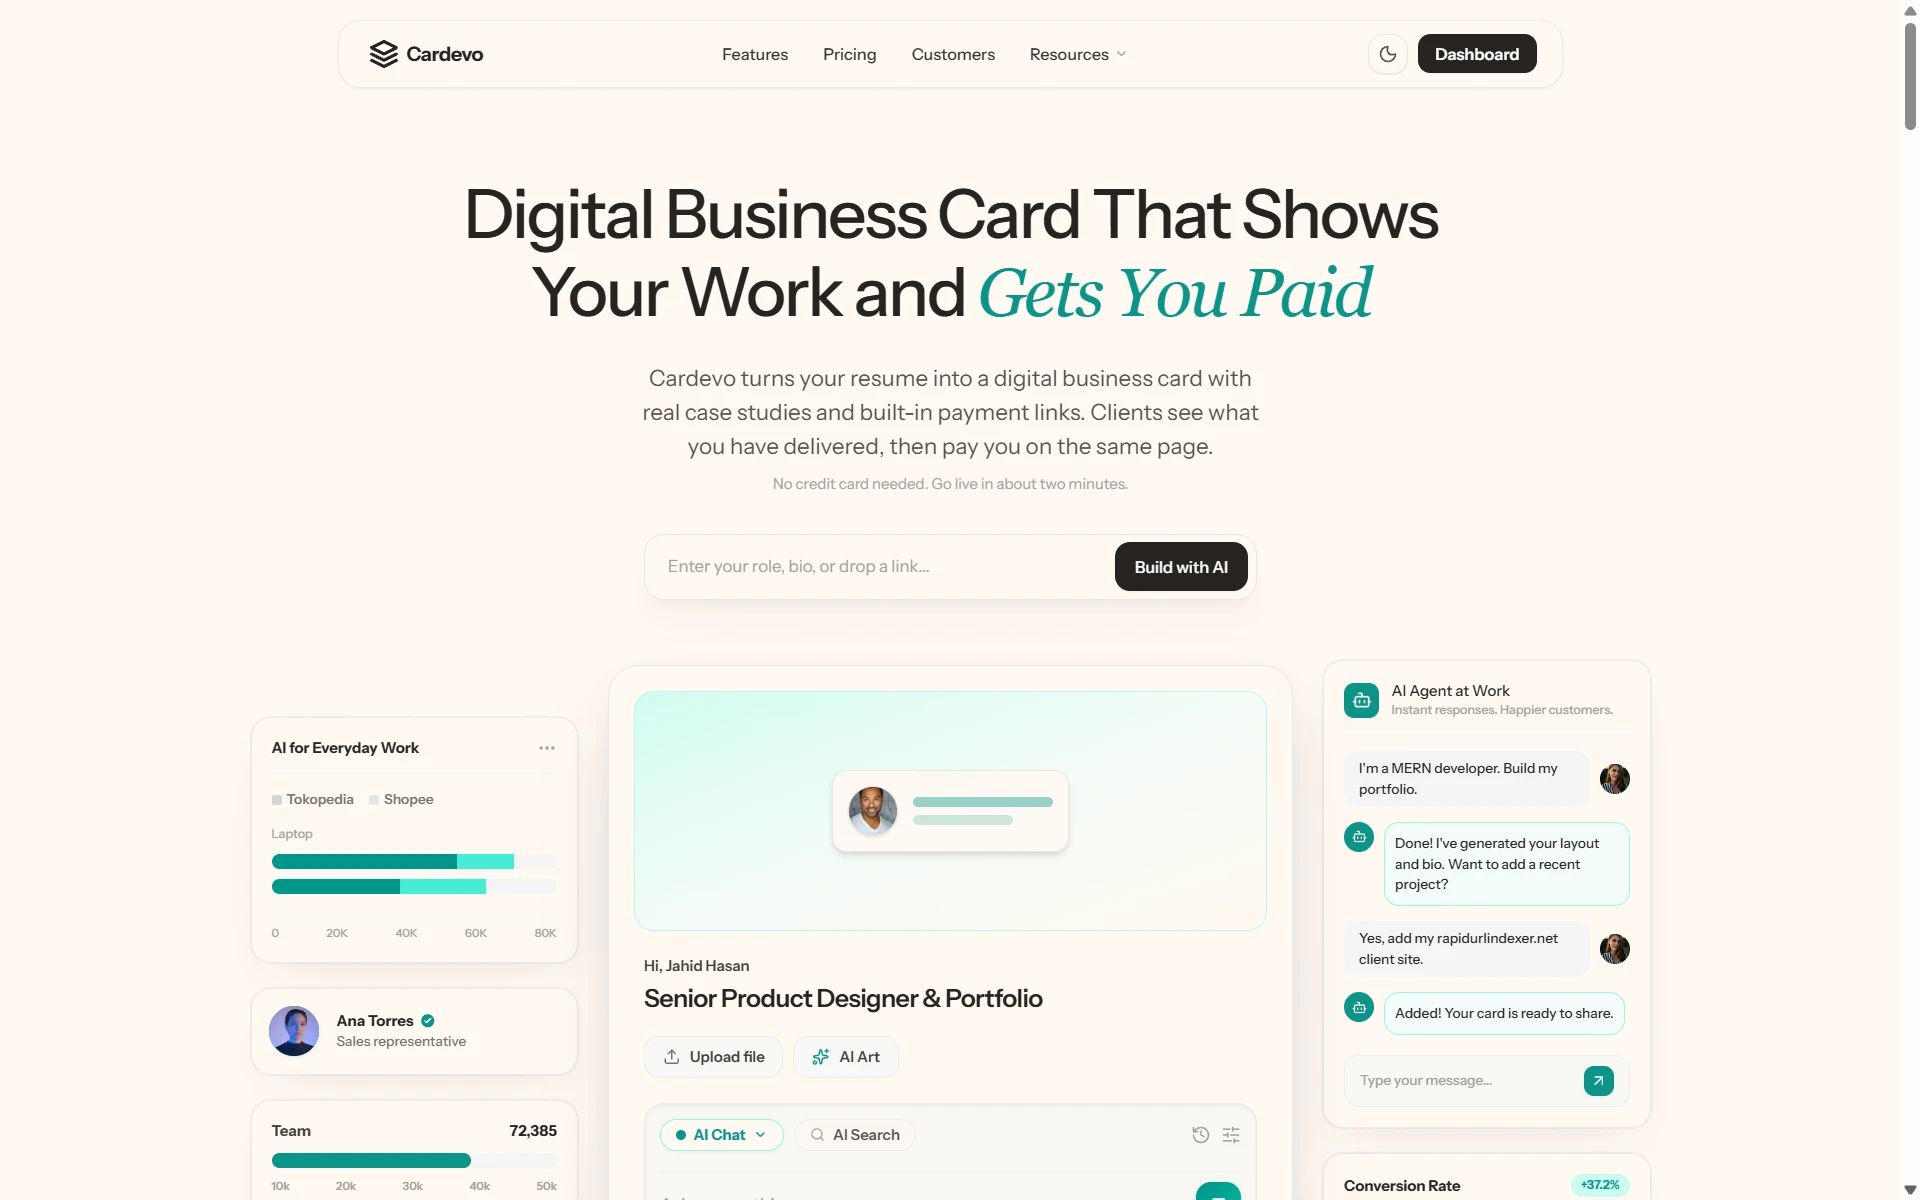 Cardevo
Features
Pricing
Customers
Resources
Dashboard
Digital Business Card That Shows
Your Work and Gets You Paid
Cardevo turns your resume into a digital business card with
real case studies and built-in payment links. Clients see what
you have delivered, then pay you on the same page.
No credit card needed. Go live in about two minutes.
Enter your role, bio, or drop a link...
Build with AI
AI for Everyday Work
Tokopedia
Shopee
Laptop
0 20K 40K 60K 80K
Ana Torres
Sales representative
Team
72,385
10k 20k 30k 40k 50k
Hi, Jahid Hasan
Senior Product Designer & Portfolio
Upload file
AI Art
AI Chat
AI Search
AI Agent at Work
Instant responses. Happier customers.
I'm a MERN developer. Build my
portfolio.
Done! I've generated your layout
and bio. Want to add a recent
project?
Yes, add my rapidurlindexer.net
client site.
Added! Your card is ready to share.
Type your message...
Conversion Rate
+37.2%